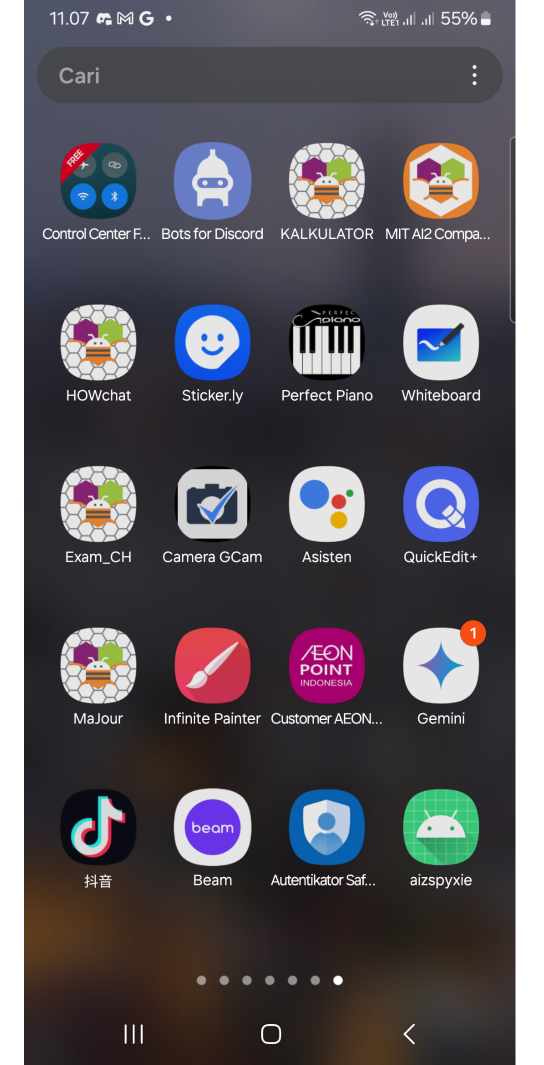 11.07 M G • Vo)) LTE1 55%
Cari
FREE
Control Center F... Bots for Discord KALKULATOR MIT AI2 Compa...
PERFECT
piano
HOWchat Sticker.ly Perfect Piano Whiteboard
Exam_CH Camera GCam Asisten QuickEdit+
ÆON
POINT
INDONESIA
1
MaJour Infinite Painter Customer AEON... Gemini
beam
抖音 Beam Autentikator Saf... aizspyxie